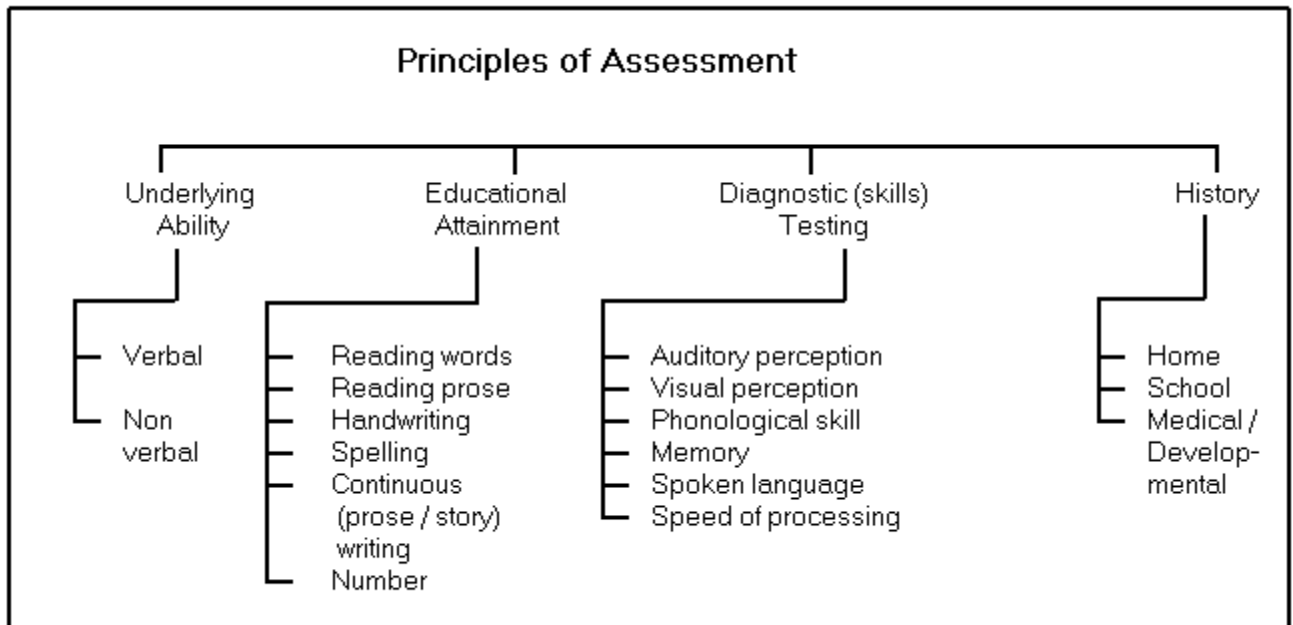 Principles of Assessment
Underlying
Ability
Educational
Attainment
Diagnostic (skills)
Testing
History
Verbal
Non
verbal
Reading words
Reading prose
Handwriting
Spelling
Continuous
(prose / story)
writing
Number
Auditory perception
Visual perception
Phonological skill
Memory
Spoken language
Speed of processing
Home
School
Medical /
Develop-
mental